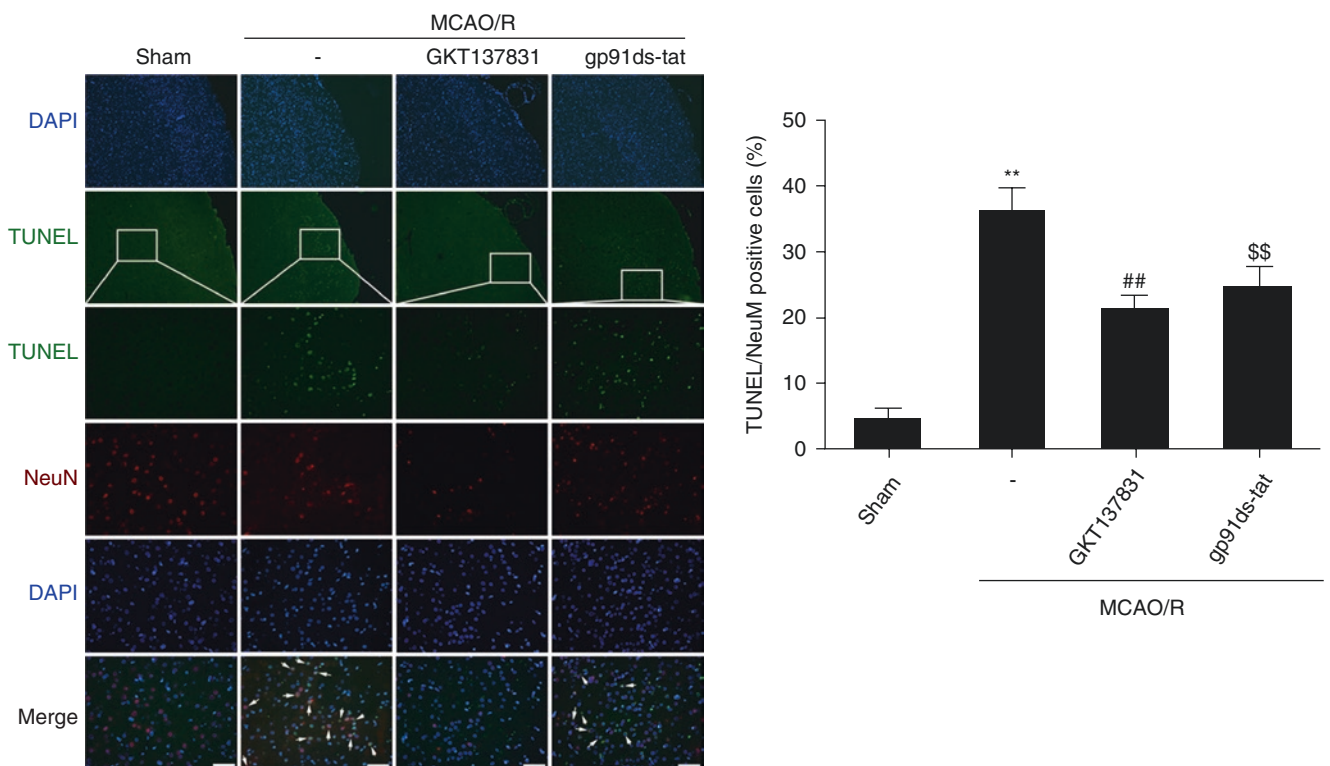 MCAO/R
Sham - GKT137831 gp91ds-tat
DAPI
TUNEL
TUNEL
NeuN
DAPI
Merge
TUNEL/NeuM positive cells (%)
50
40
30
20
10
0
**
##
$$
Sham
-
GKT137831
gp91ds-tat
MCAO/R